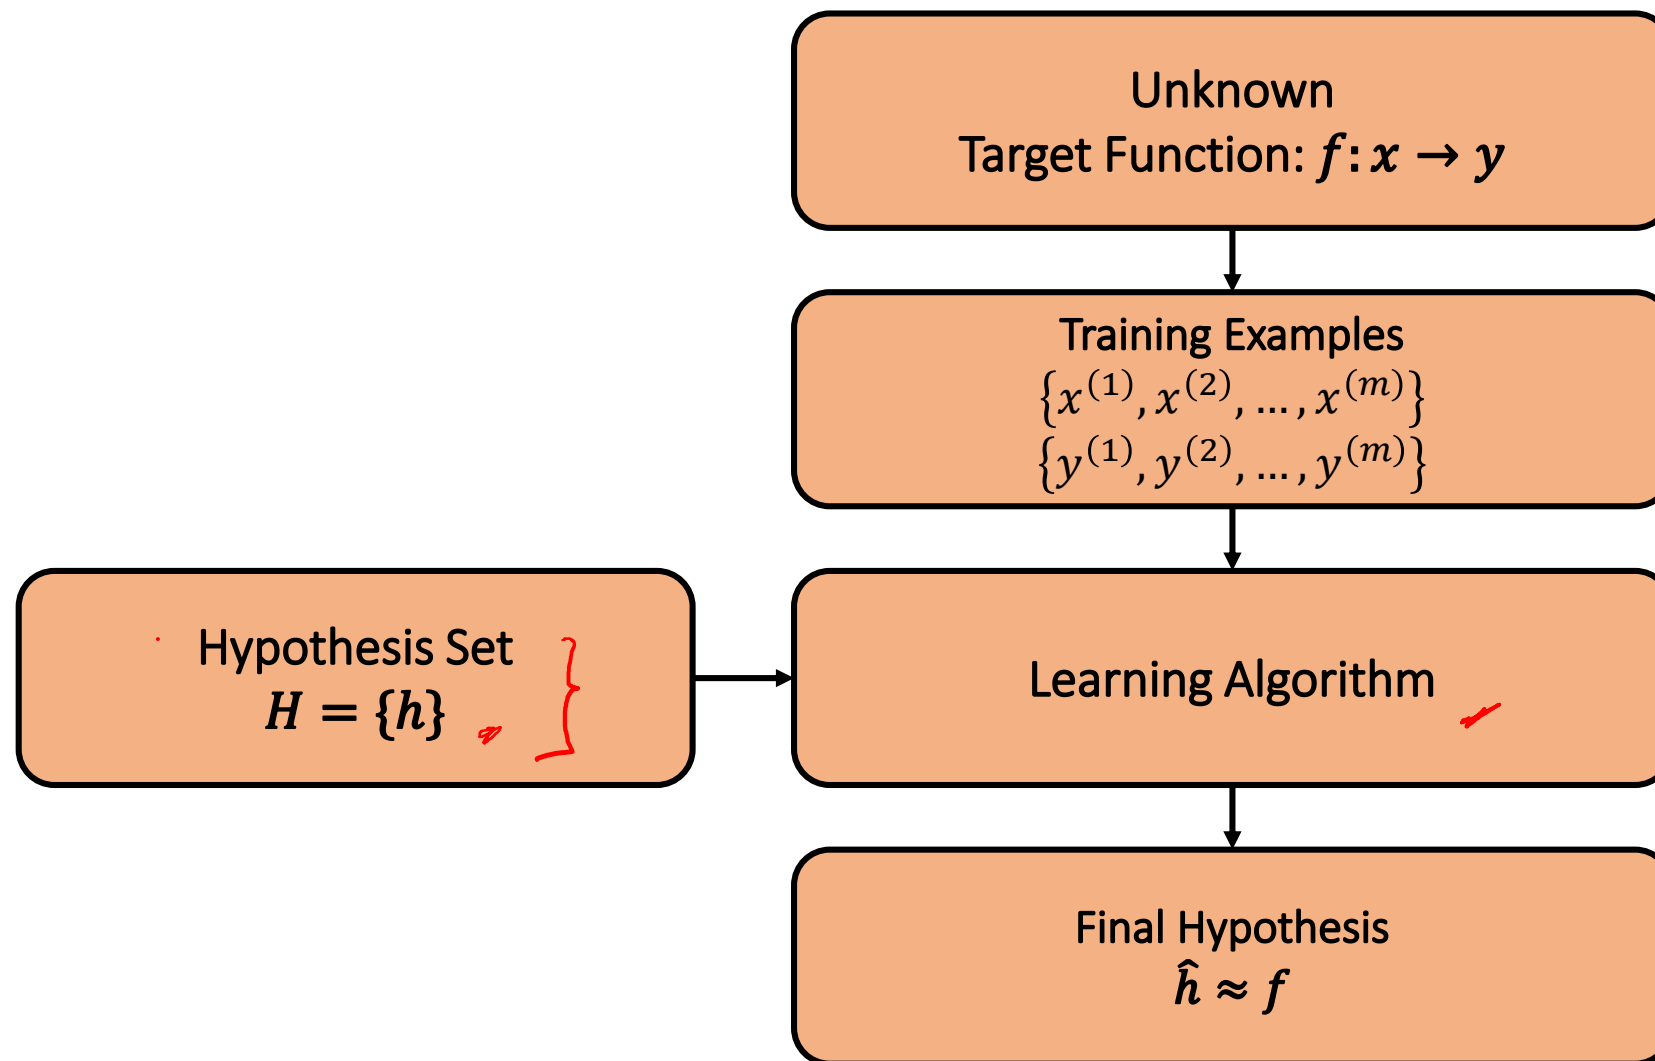 Unknown
Target Function: f: x → y
Training Examples
{x⁽¹⁾, x⁽²⁾, … , x⁽ᵐ⁾}
{y⁽¹⁾, y⁽²⁾, … , y⁽ᵐ⁾}
Hypothesis Set
H = {h}
Learning Algorithm
Final Hypothesis
ĥ ≈ f